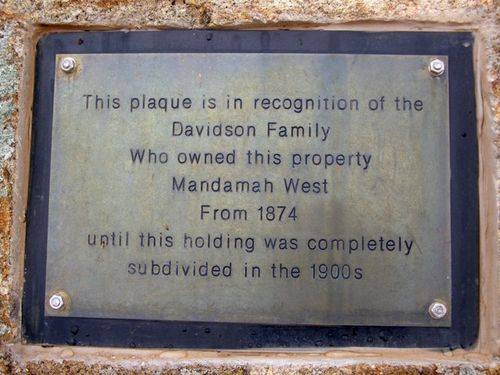 This plaque is in recognition of the
Davidson Family
Who owned this property
Mandamah West
From 1874
until this holding was completely
subdivided in the 1900s